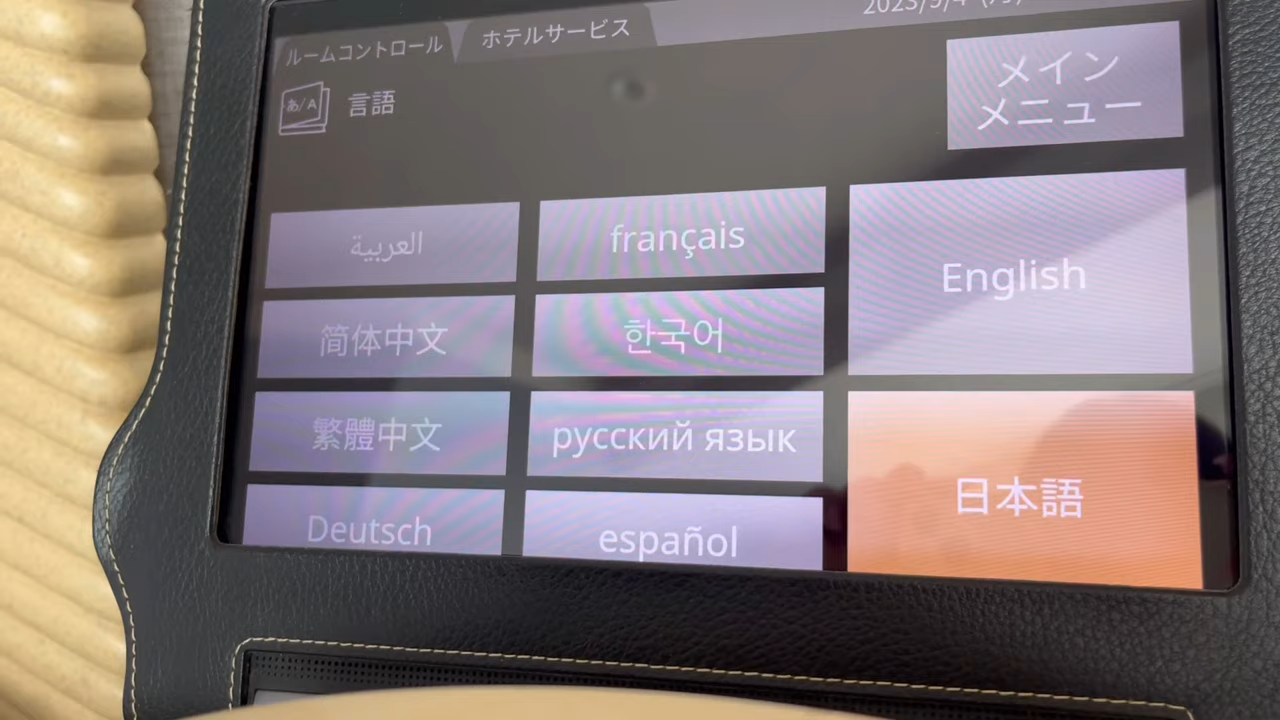 ルームコントロール
ホテルサービス
あ/A
言語
メイン
メニュー
العربية
français
English
简体中文
한국어
繁體中文
русский язык
日本語
Deutsch
español